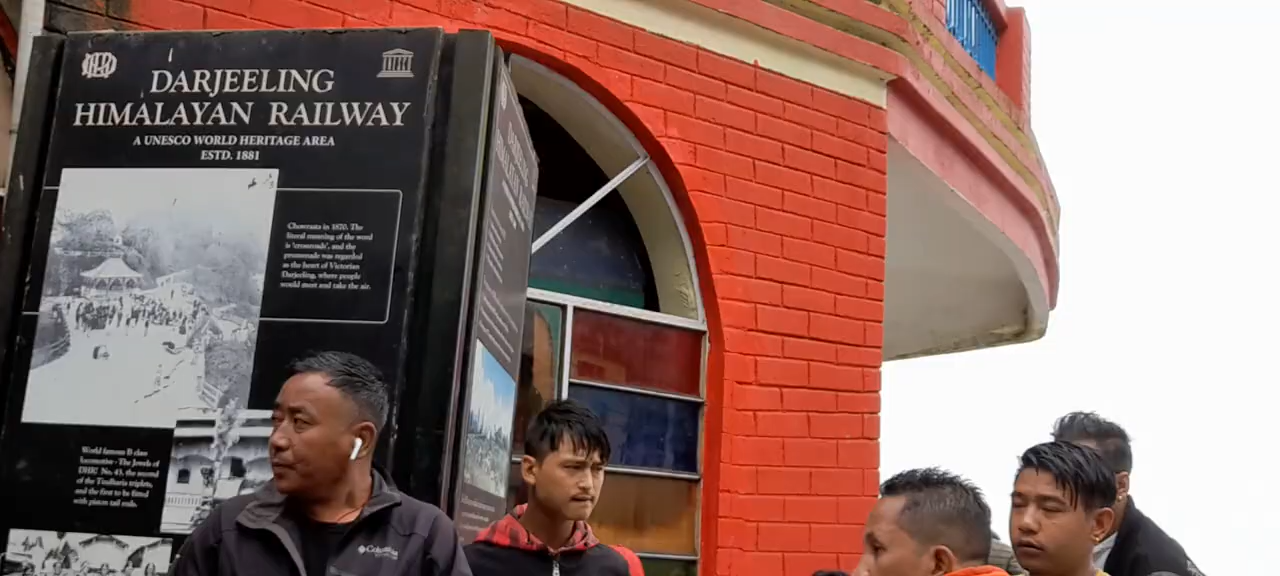 DARJEELING
HIMALAYAN RAILWAY
A UNESCO WORLD HERITAGE AREA
ESTD. 1881
Chowrasta in 1870. The
literal meaning of the word
is 'crossroads', and the
promenade was regarded
as the heart of Victorian
Darjeeling, where people
would meet and take the air.
World famous B class
locomotive - The Jewels of
DHR. No. 43, the second
of the Tindharia triplets,
and the first to be fitted
with piston tail rods.
DARJEELING
HIMALAYAN RAILWAY
Columbia